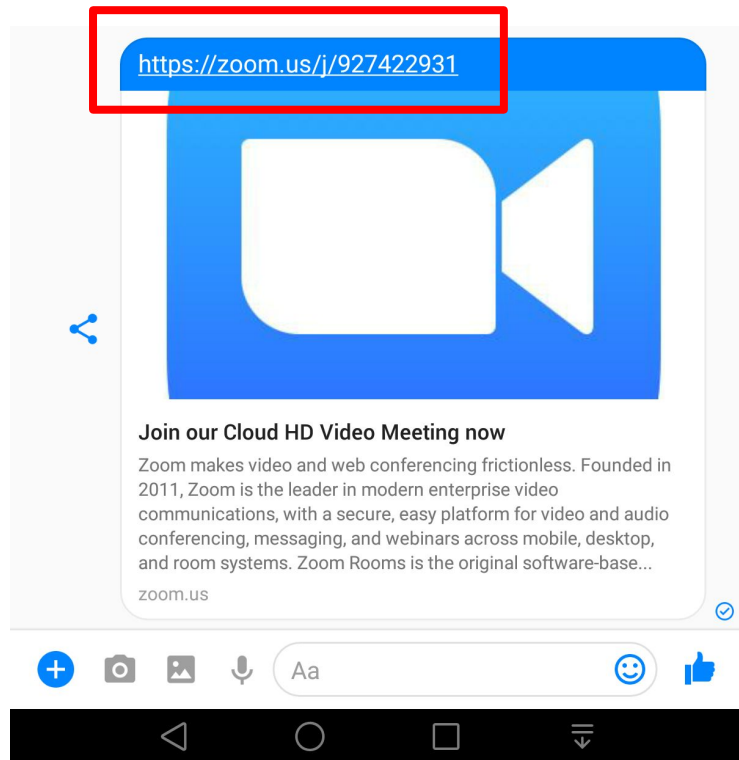 https://zoom.us/j/927422931
Join our Cloud HD Video Meeting now
Zoom makes video and web conferencing frictionless. Founded in
2011, Zoom is the leader in modern enterprise video
communications, with a secure, easy platform for video and audio
conferencing, messaging, and webinars across mobile, desktop,
and room systems. Zoom Rooms is the original software-base...
zoom.us
Aa